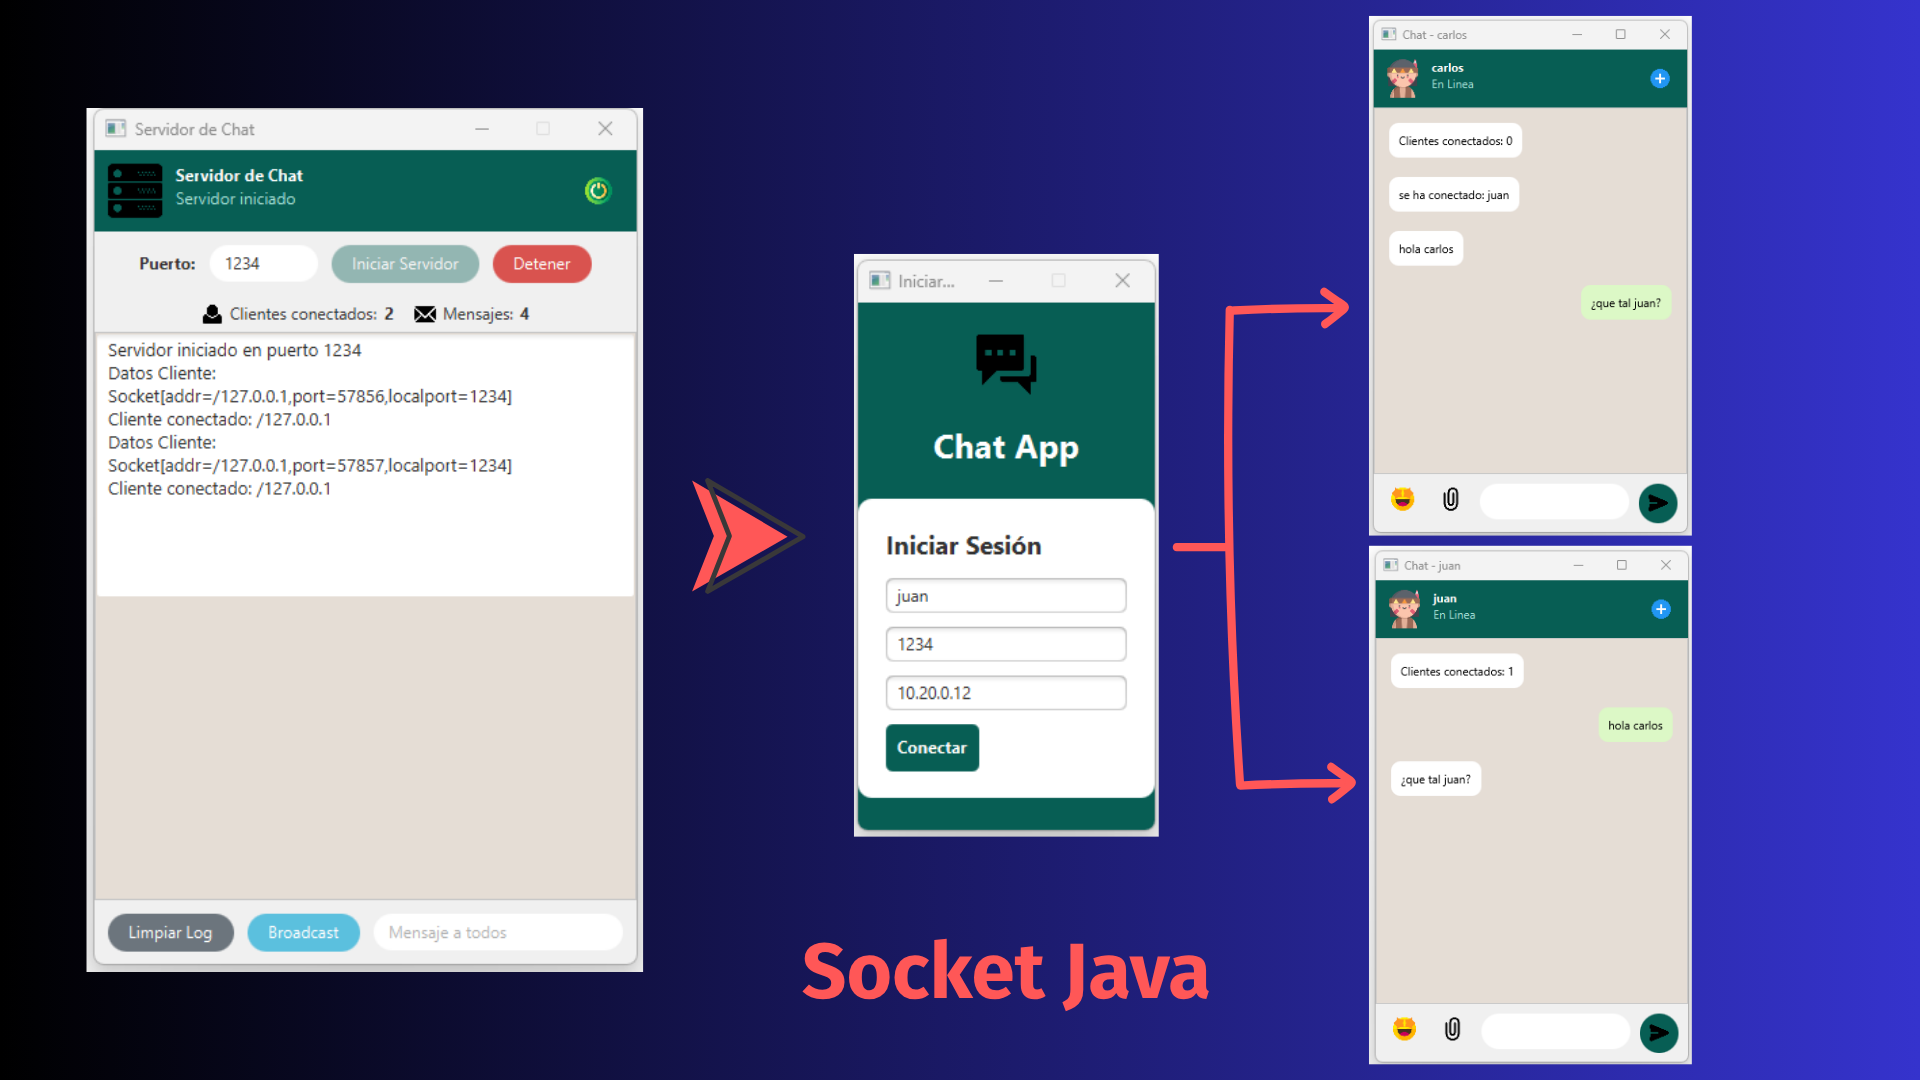 Servidor de Chat
Servidor de Chat
Servidor iniciado
Puerto: 1234 Iniciar Servidor Detener
Clientes conectados: 2 Mensajes: 4
Servidor iniciado en puerto 1234
Datos Cliente:
Socket[addr=/127.0.0.1,port=57856,localport=1234]
Cliente conectado: /127.0.0.1
Datos Cliente:
Socket[addr=/127.0.0.1,port=57857,localport=1234]
Cliente conectado: /127.0.0.1
Limpiar Log Broadcast Mensaje a todos
Iniciar...
Chat App
Iniciar Sesión
juan
1234
10.20.0.12
Conectar
Socket Java
Chat - carlos
carlos
En Linea
Clientes conectados: 0
se ha conectado: juan
hola carlos
¿que tal juan?
Chat - juan
juan
En Linea
Clientes conectados: 1
hola carlos
¿que tal juan?